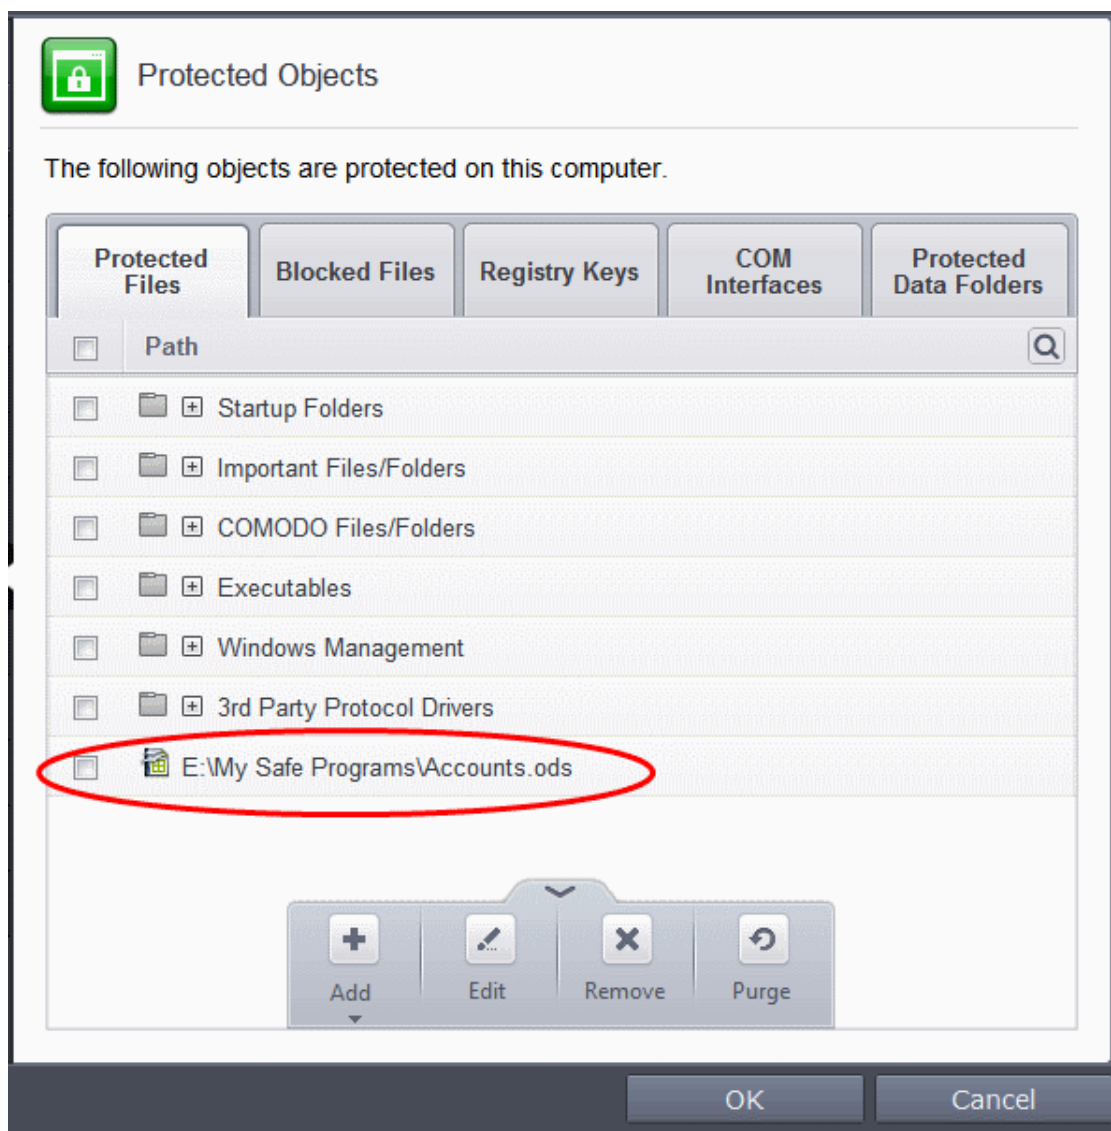 Protected Objects
The following objects are protected on this computer.
Protected
Files
Blocked Files
Registry Keys
COM
Interfaces
Protected
Data Folders
Path
Startup Folders
Important Files/Folders
COMODO Files/Folders
Executables
Windows Management
3rd Party Protocol Drivers
E:\My Safe Programs\Accounts.ods
Add
Edit
Remove
Purge
OK
Cancel